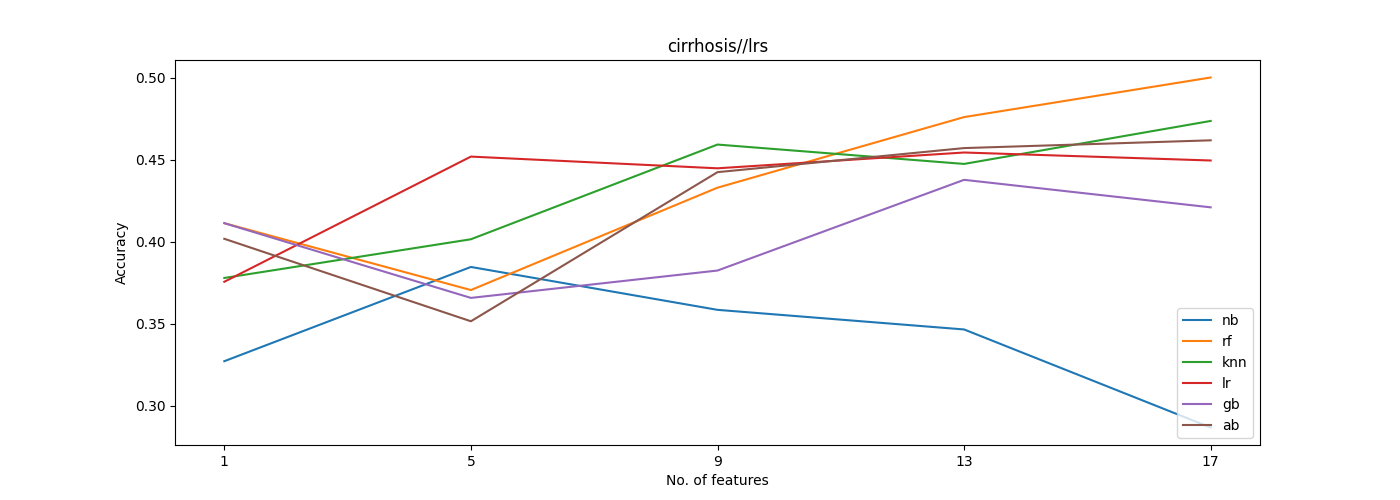 cirrhosis//lrs
Accuracy
0.50
0.45
0.40
0.35
0.30
1 5 9 13 17
No. of features
nb
rf
knn
lr
gb
ab